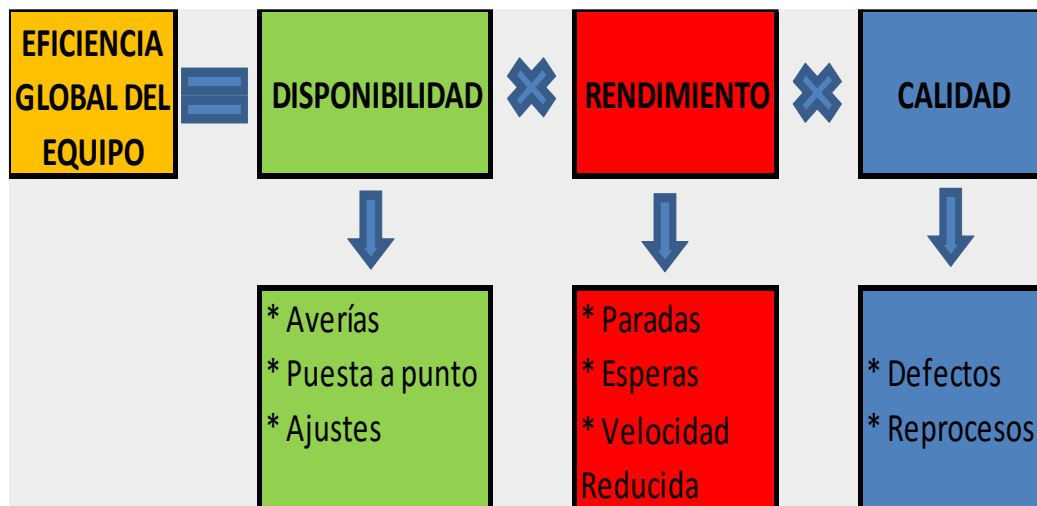 EFICIENCIA
GLOBAL DEL
EQUIPO
DISPONIBILIDAD
RENDIMIENTO
CALIDAD
* Averías
* Puesta a punto
* Ajustes
* Paradas
* Esperas
* Velocidad
Reducida
* Defectos
* Reprocesos